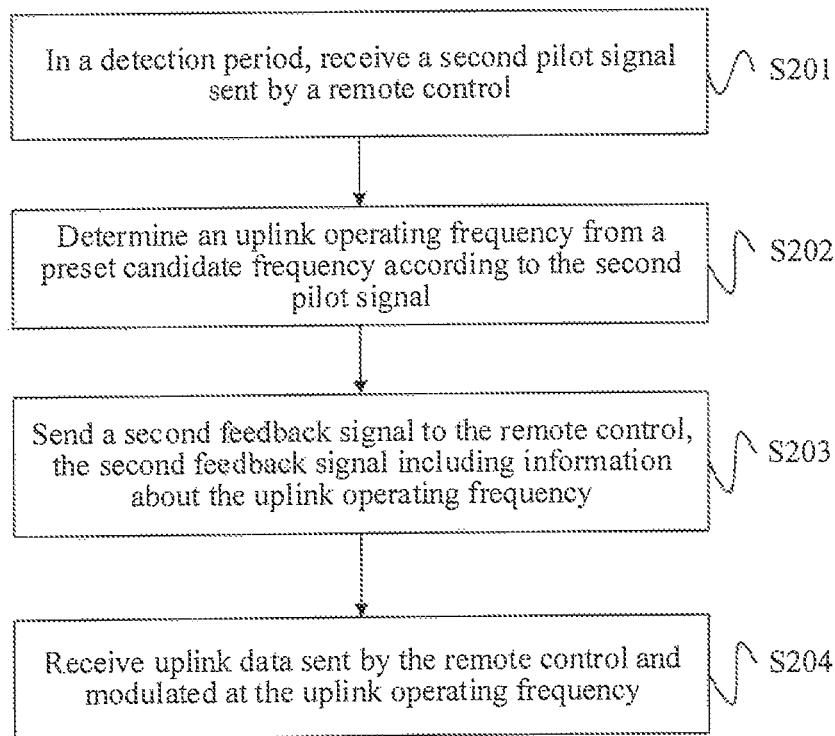 In a detection period, receive a second pilot signal
sent by a remote control
S201
Determine an uplink operating frequency from a
preset candidate frequency according to the second
pilot signal
S202
Send a second feedback signal to the remote control,
the second feedback signal including information
about the uplink operating frequency
S203
Receive uplink data sent by the remote control and
modulated at the uplink operating frequency
S204